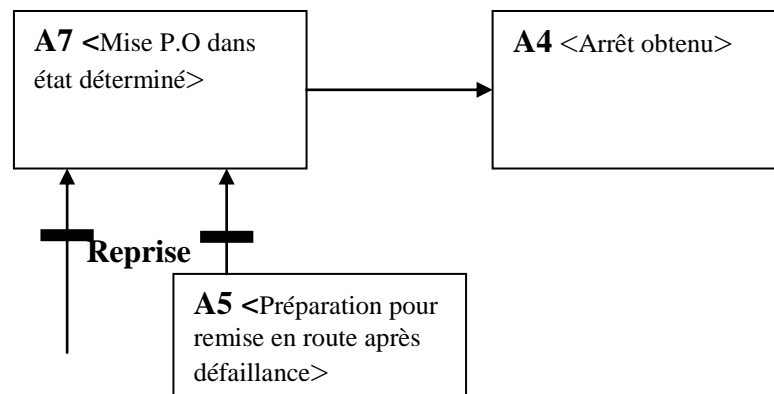 A7 <Mise P.O dans
état déterminé>
A4 <Arrêt obtenu>
Reprise
A5 <Préparation pour
remise en route après
défaillance>